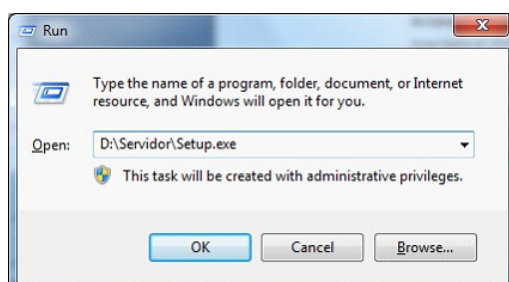 Run
Type the name of a program, folder, document, or Internet
resource, and Windows will open it for you.
Open: D:\Servidor\Setup.exe
This task will be created with administrative privileges.
OK Cancel Browse...